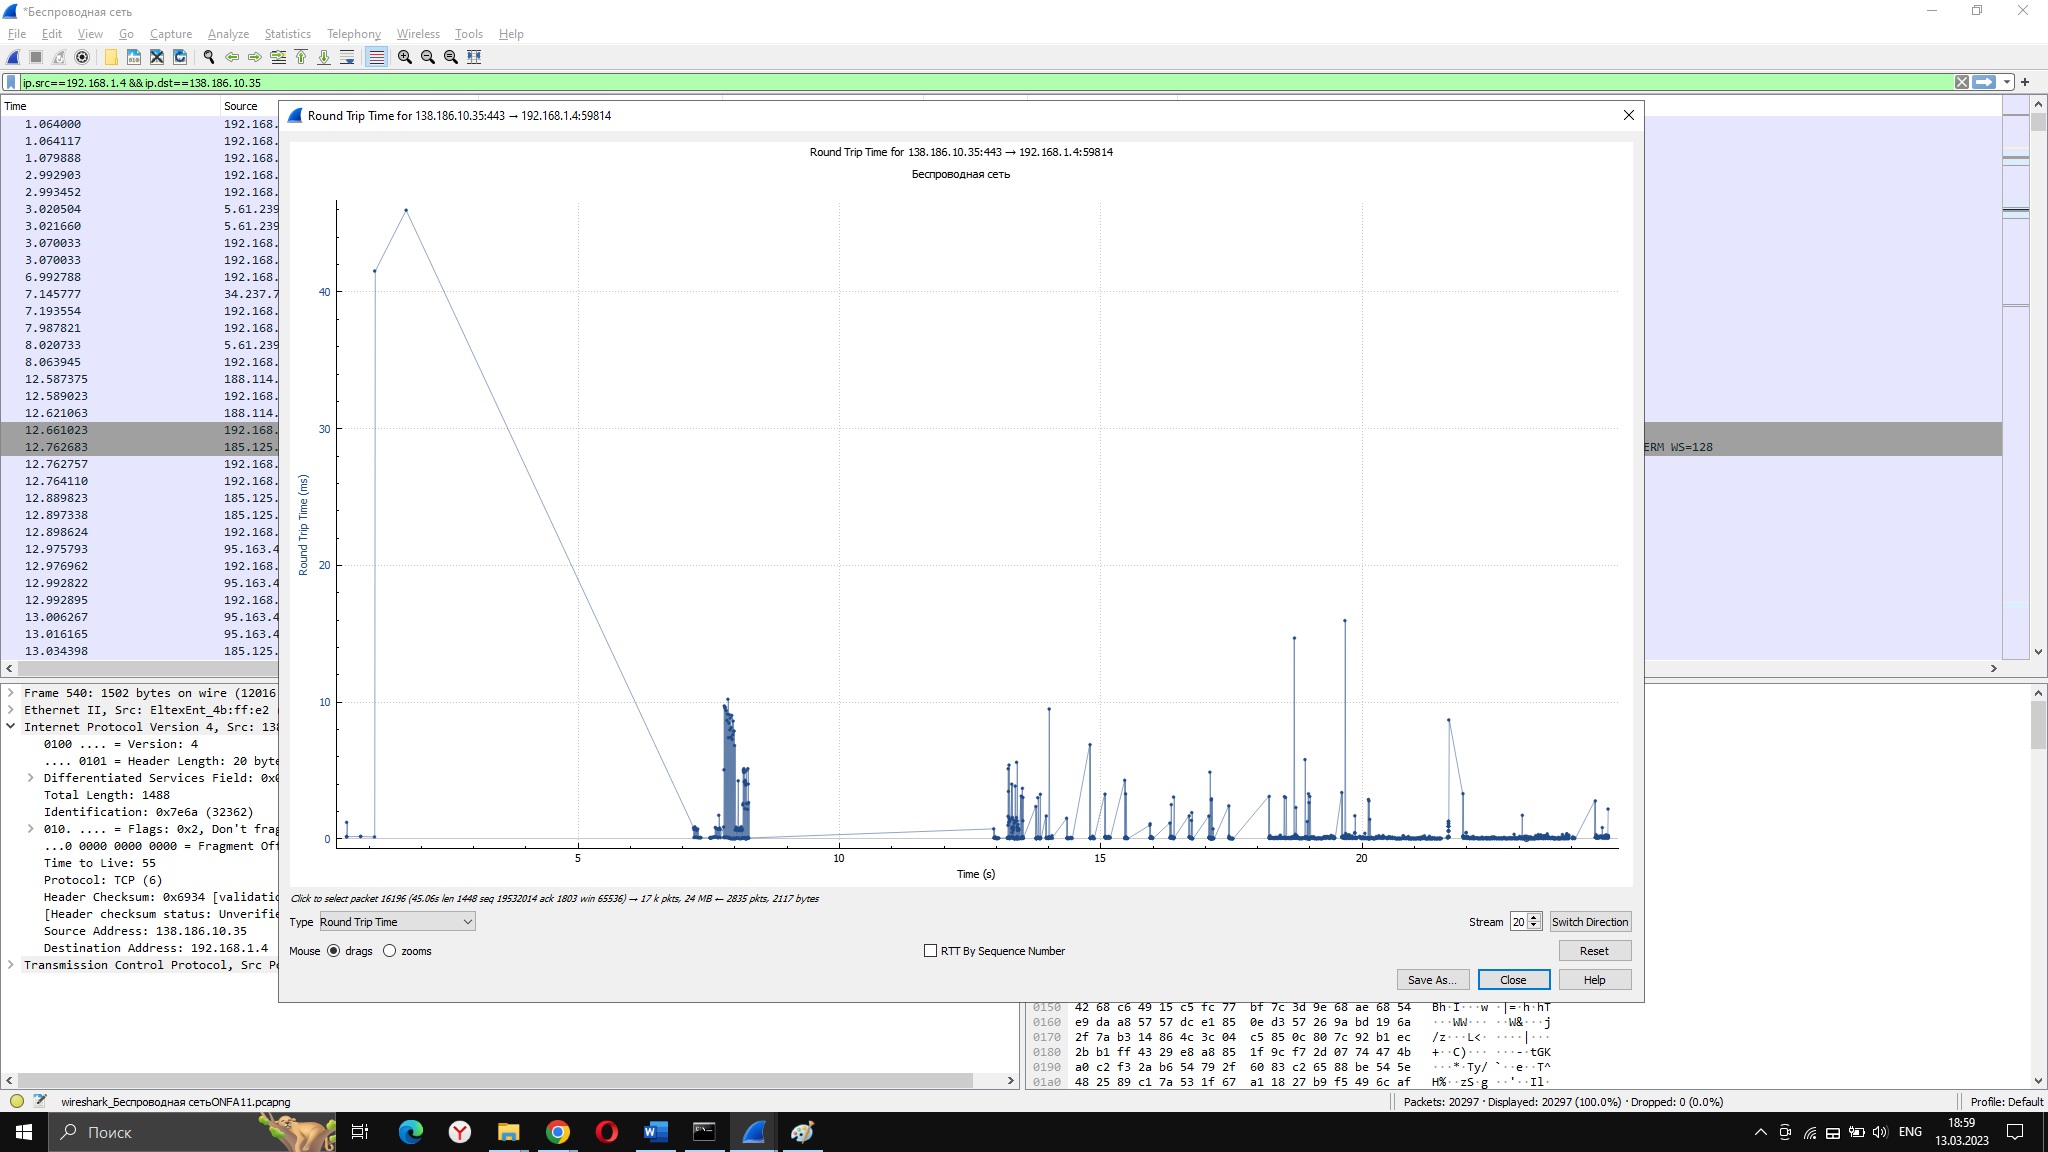 *Беспроводная сеть
File Edit View Go Capture Analyze Statistics Telephony Wireless Tools Help
ip.src==192.168.1.4 && ip.dst==138.186.10.35
Time Source
1.064000 192.168.
1.064117 192.168.
1.079888 192.168.
2.992903 192.168.
2.993452 192.168.
3.020504 5.61.239
3.021660 5.61.239
3.070033 192.168.
3.070033 192.168.
6.992788 192.168.
7.145777 34.237.7
7.193554 192.168.
7.987821 192.168.
8.020733 5.61.239
8.063945 192.168.
12.587375 188.114.
12.589023 192.168.
12.621063 188.114.
12.661023 192.168.
12.762683 185.125. ERM WS=128
12.762757 192.168.
12.764110 192.168.
12.889823 185.125.
12.897338 185.125.
12.898624 192.168.
12.975793 95.163.4
12.976962 192.168.
12.992822 95.163.4
12.992895 192.168.
13.006267 95.163.4
13.016165 95.163.4
13.034398 185.125.
Round Trip Time for 138.186.10.35:443 → 192.168.1.4:59814
Round Trip Time for 138.186.10.35:443 → 192.168.1.4:59814
Беспроводная сеть
Round Trip Time (ms)
40
30
20
10
0
5 10 15 20
Time (s)
Click to select packet 16196 (45.06s len 1448 seq 19532014 ack 1803 win 65536) → 17 k pkts, 24 MB ← 2835 pkts, 2117 bytes
Type Round Trip Time Stream 20 Switch Direction
Mouse drags zooms RTT By Sequence Number Reset
Save As... Close Help
Frame 540: 1502 bytes on wire (12016
Ethernet II, Src: EltexEnt_4b:ff:e2
Internet Protocol Version 4, Src: 138
0100 .... = Version: 4
.... 0101 = Header Length: 20 byte
Differentiated Services Field: 0x0
Total Length: 1488
Identification: 0x7e6a (32362)
010. .... = Flags: 0x2, Don't frag
...0 0000 0000 0000 = Fragment Off
Time to Live: 55
Protocol: TCP (6)
Header Checksum: 0x6934 [validatio
[Header checksum status: Unverifie
Source Address: 138.186.10.35
Destination Address: 192.168.1.4
Transmission Control Protocol, Src Po
0150 42 68 c6 49 15 c5 fc 77 bf 7c 3d 9e 68 ae 68 54 Bh·I···w ·|=·h·hT
0160 e9 da a8 57 57 dc e1 85 0e d3 57 26 9a bd 19 6a ···WW··· ··W&···j
0170 2f 7a b3 14 86 4c 3c 04 c5 85 0c 80 7c 92 b1 ec /z···L<· ····|···
0180 2b b1 ff 43 29 e8 a8 85 1f 9c f7 2d 07 74 47 4b +··C)··· ···-·tGK
0190 a0 c2 f3 2a b6 54 79 2f 60 83 c2 65 88 be 54 5e ···*·Ty/ `··e··T^
01a0 48 25 89 c1 7a 53 1f 67 a1 18 27 b9 f5 49 6c af H%··zS·g ··'··Il·
wireshark_Беспроводная сетьONFA11.pcapng Packets: 20297 · Displayed: 20297 (100.0%) · Dropped: 0 (0.0%) Profile: Default
Поиск ENG 18:59
13.03.2023